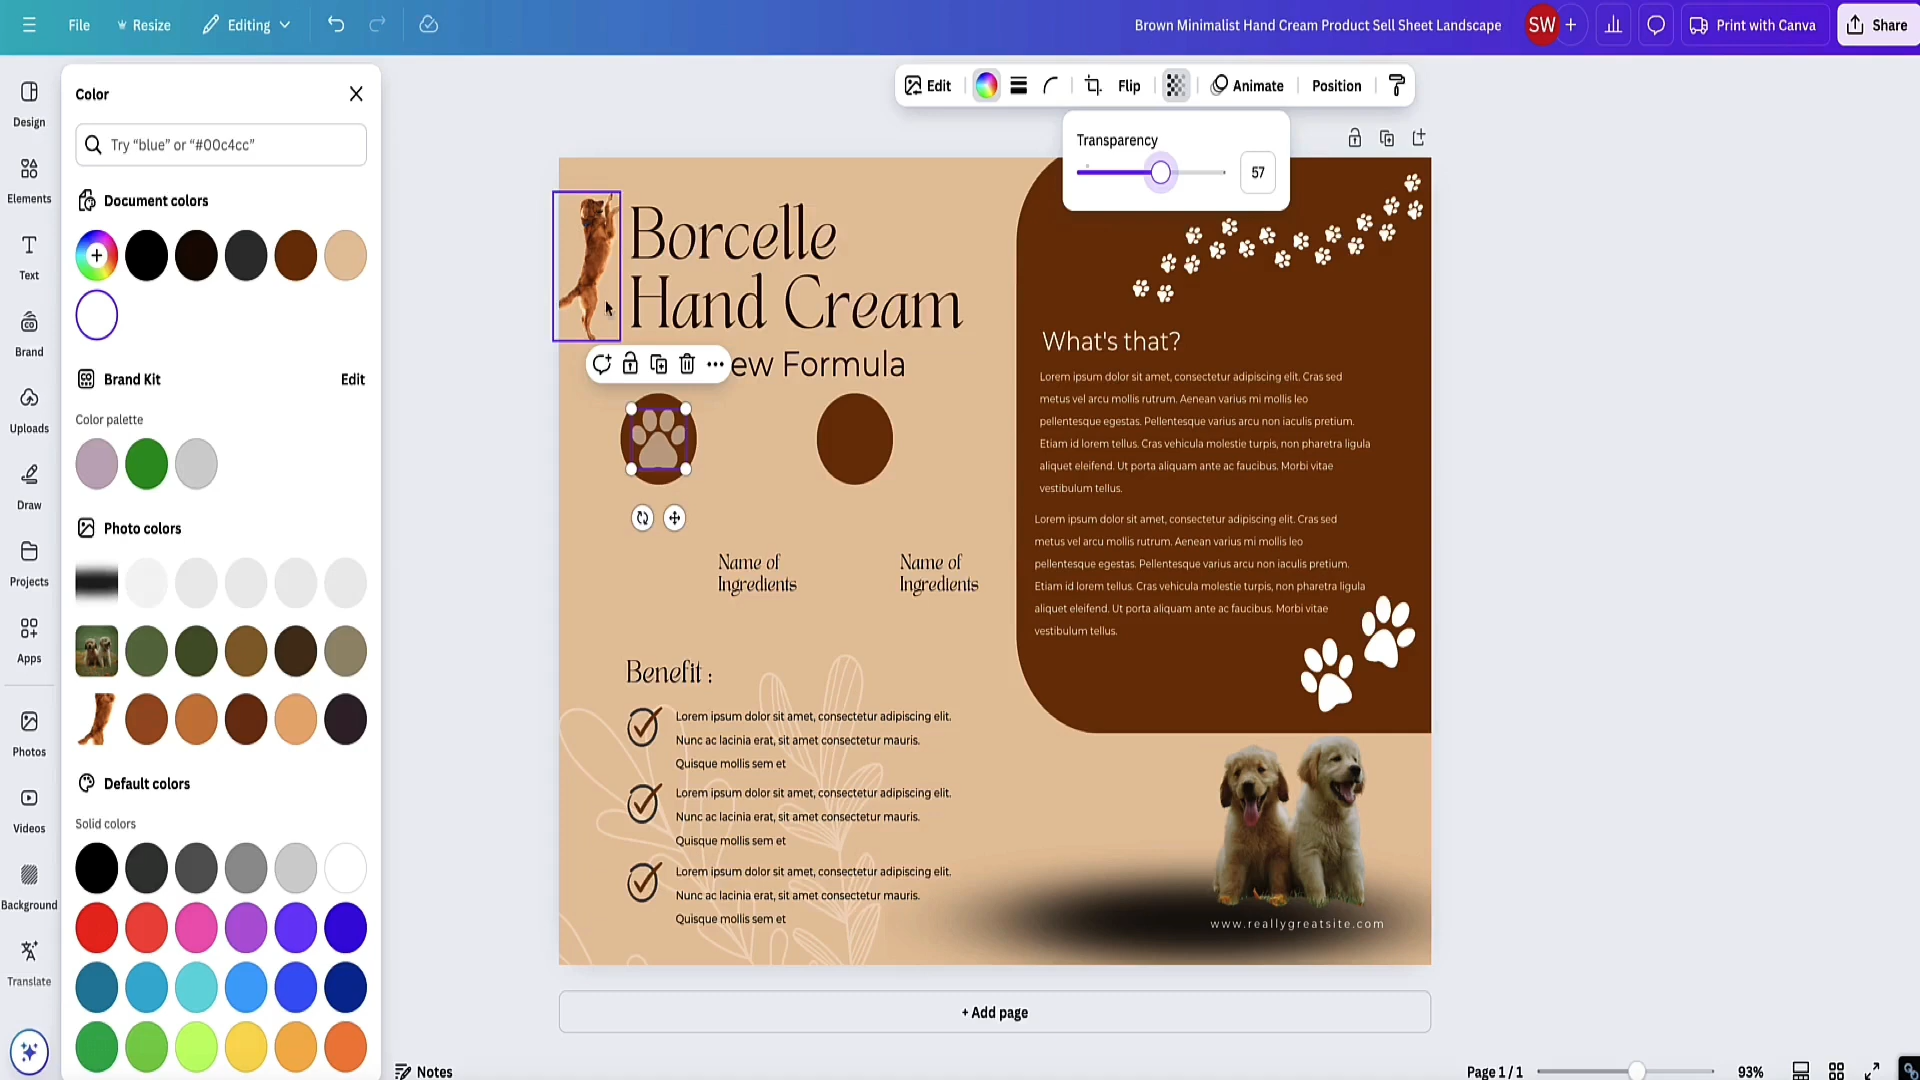 File
Resize
Editing
Brown Minimalist Hand Cream Product Sell Sheet Landscape
SW
Print with Canva
Share
Design
Elements
Text
Brand
Uploads
Draw
Projects
Apps
Photos
Videos
Background
Translate
Color
Try “blue” or “#00c4cc”
Document colors
Brand Kit
Edit
Color palette
Photo colors
Default colors
Solid colors
Edit
Flip
Animate
Position
Transparency
57
Borcelle
Hand Cream
ew Formula
Name of
Ingredients
Name of
Ingredients
Benefit :
Lorem ipsum dolor sit amet, consectetur adipiscing elit.
Nunc ac lacinia erat, sit amet consectetur mauris.
Quisque mollis sem et
Lorem ipsum dolor sit amet, consectetur adipiscing elit.
Nunc ac lacinia erat, sit amet consectetur mauris.
Quisque mollis sem et
Lorem ipsum dolor sit amet, consectetur adipiscing elit.
Nunc ac lacinia erat, sit amet consectetur mauris.
Quisque mollis sem et
What's that?
Lorem ipsum dolor sit amet, consectetur adipiscing elit. Cras sed
metus vel arcu mollis rutrum. Aenean varius mi mollis leo
pellentesque egestas. Pellentesque varius arcu non iaculis pretium.
Etiam id lorem tellus. Cras vehicula molestie turpis, non pharetra ligula
aliquet eleifend. Ut porta aliquam ante ac faucibus. Morbi vitae
vestibulum tellus.
Lorem ipsum dolor sit amet, consectetur adipiscing elit. Cras sed
metus vel arcu mollis rutrum. Aenean varius mi mollis leo
pellentesque egestas. Pellentesque varius arcu non iaculis pretium.
Etiam id lorem tellus. Cras vehicula molestie turpis, non pharetra ligula
aliquet eleifend. Ut porta aliquam ante ac faucibus. Morbi vitae
vestibulum tellus.
www.reallygreatsite.com
+ Add page
Notes
Page 1 / 1
93%